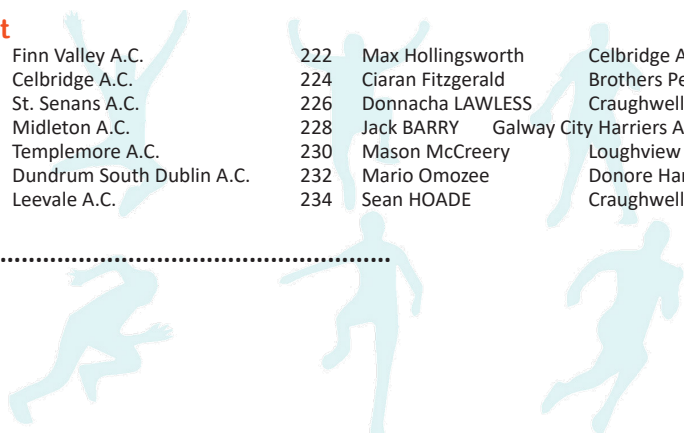 t
Finn Valley A.C. 222 Max Hollingsworth Celbridge A
Celbridge A.C. 224 Ciaran Fitzgerald Brothers Pe
St. Senans A.C. 226 Donnacha LAWLESS Craughwell
Midleton A.C. 228 Jack BARRY Galway City Harriers A
Templemore A.C. 230 Mason McCreery Loughview
Dundrum South Dublin A.C. 232 Mario Omozee Donore Har
Leevale A.C. 234 Sean HOADE Craughwell
........................................................